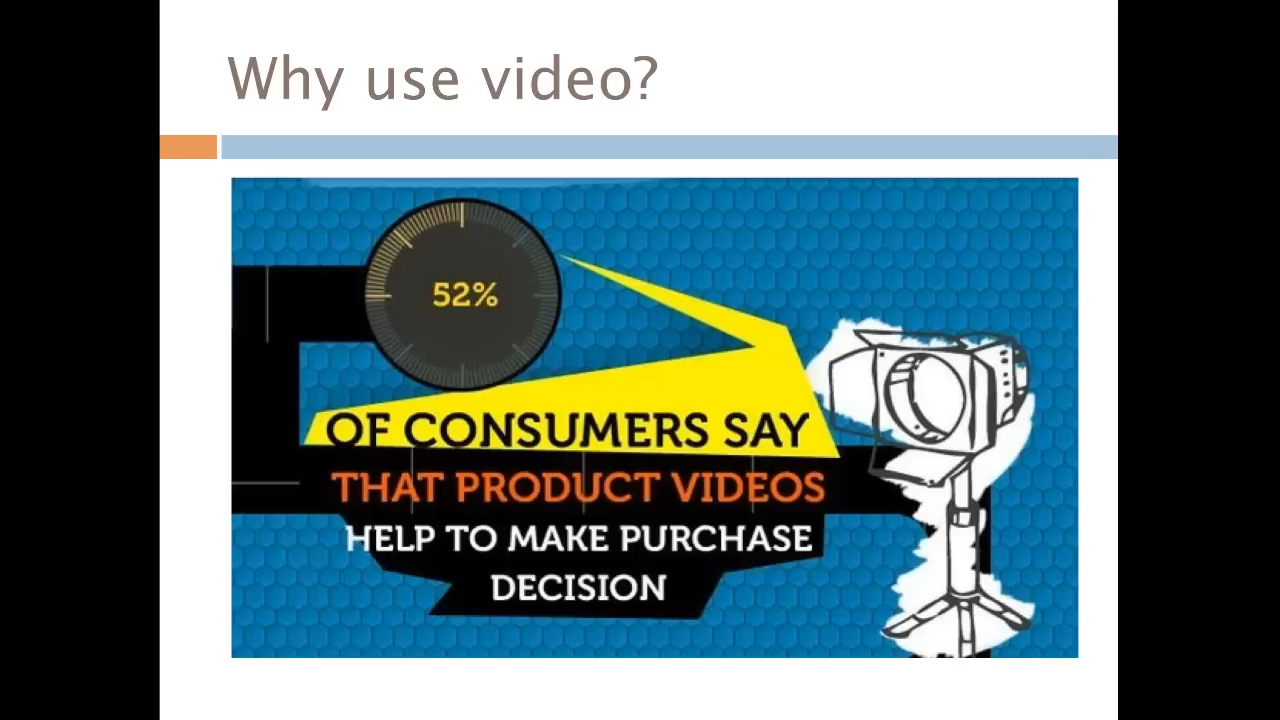 Why use video?
52%
OF CONSUMERS SAY
THAT PRODUCT VIDEOS
HELP TO MAKE PURCHASE
DECISION